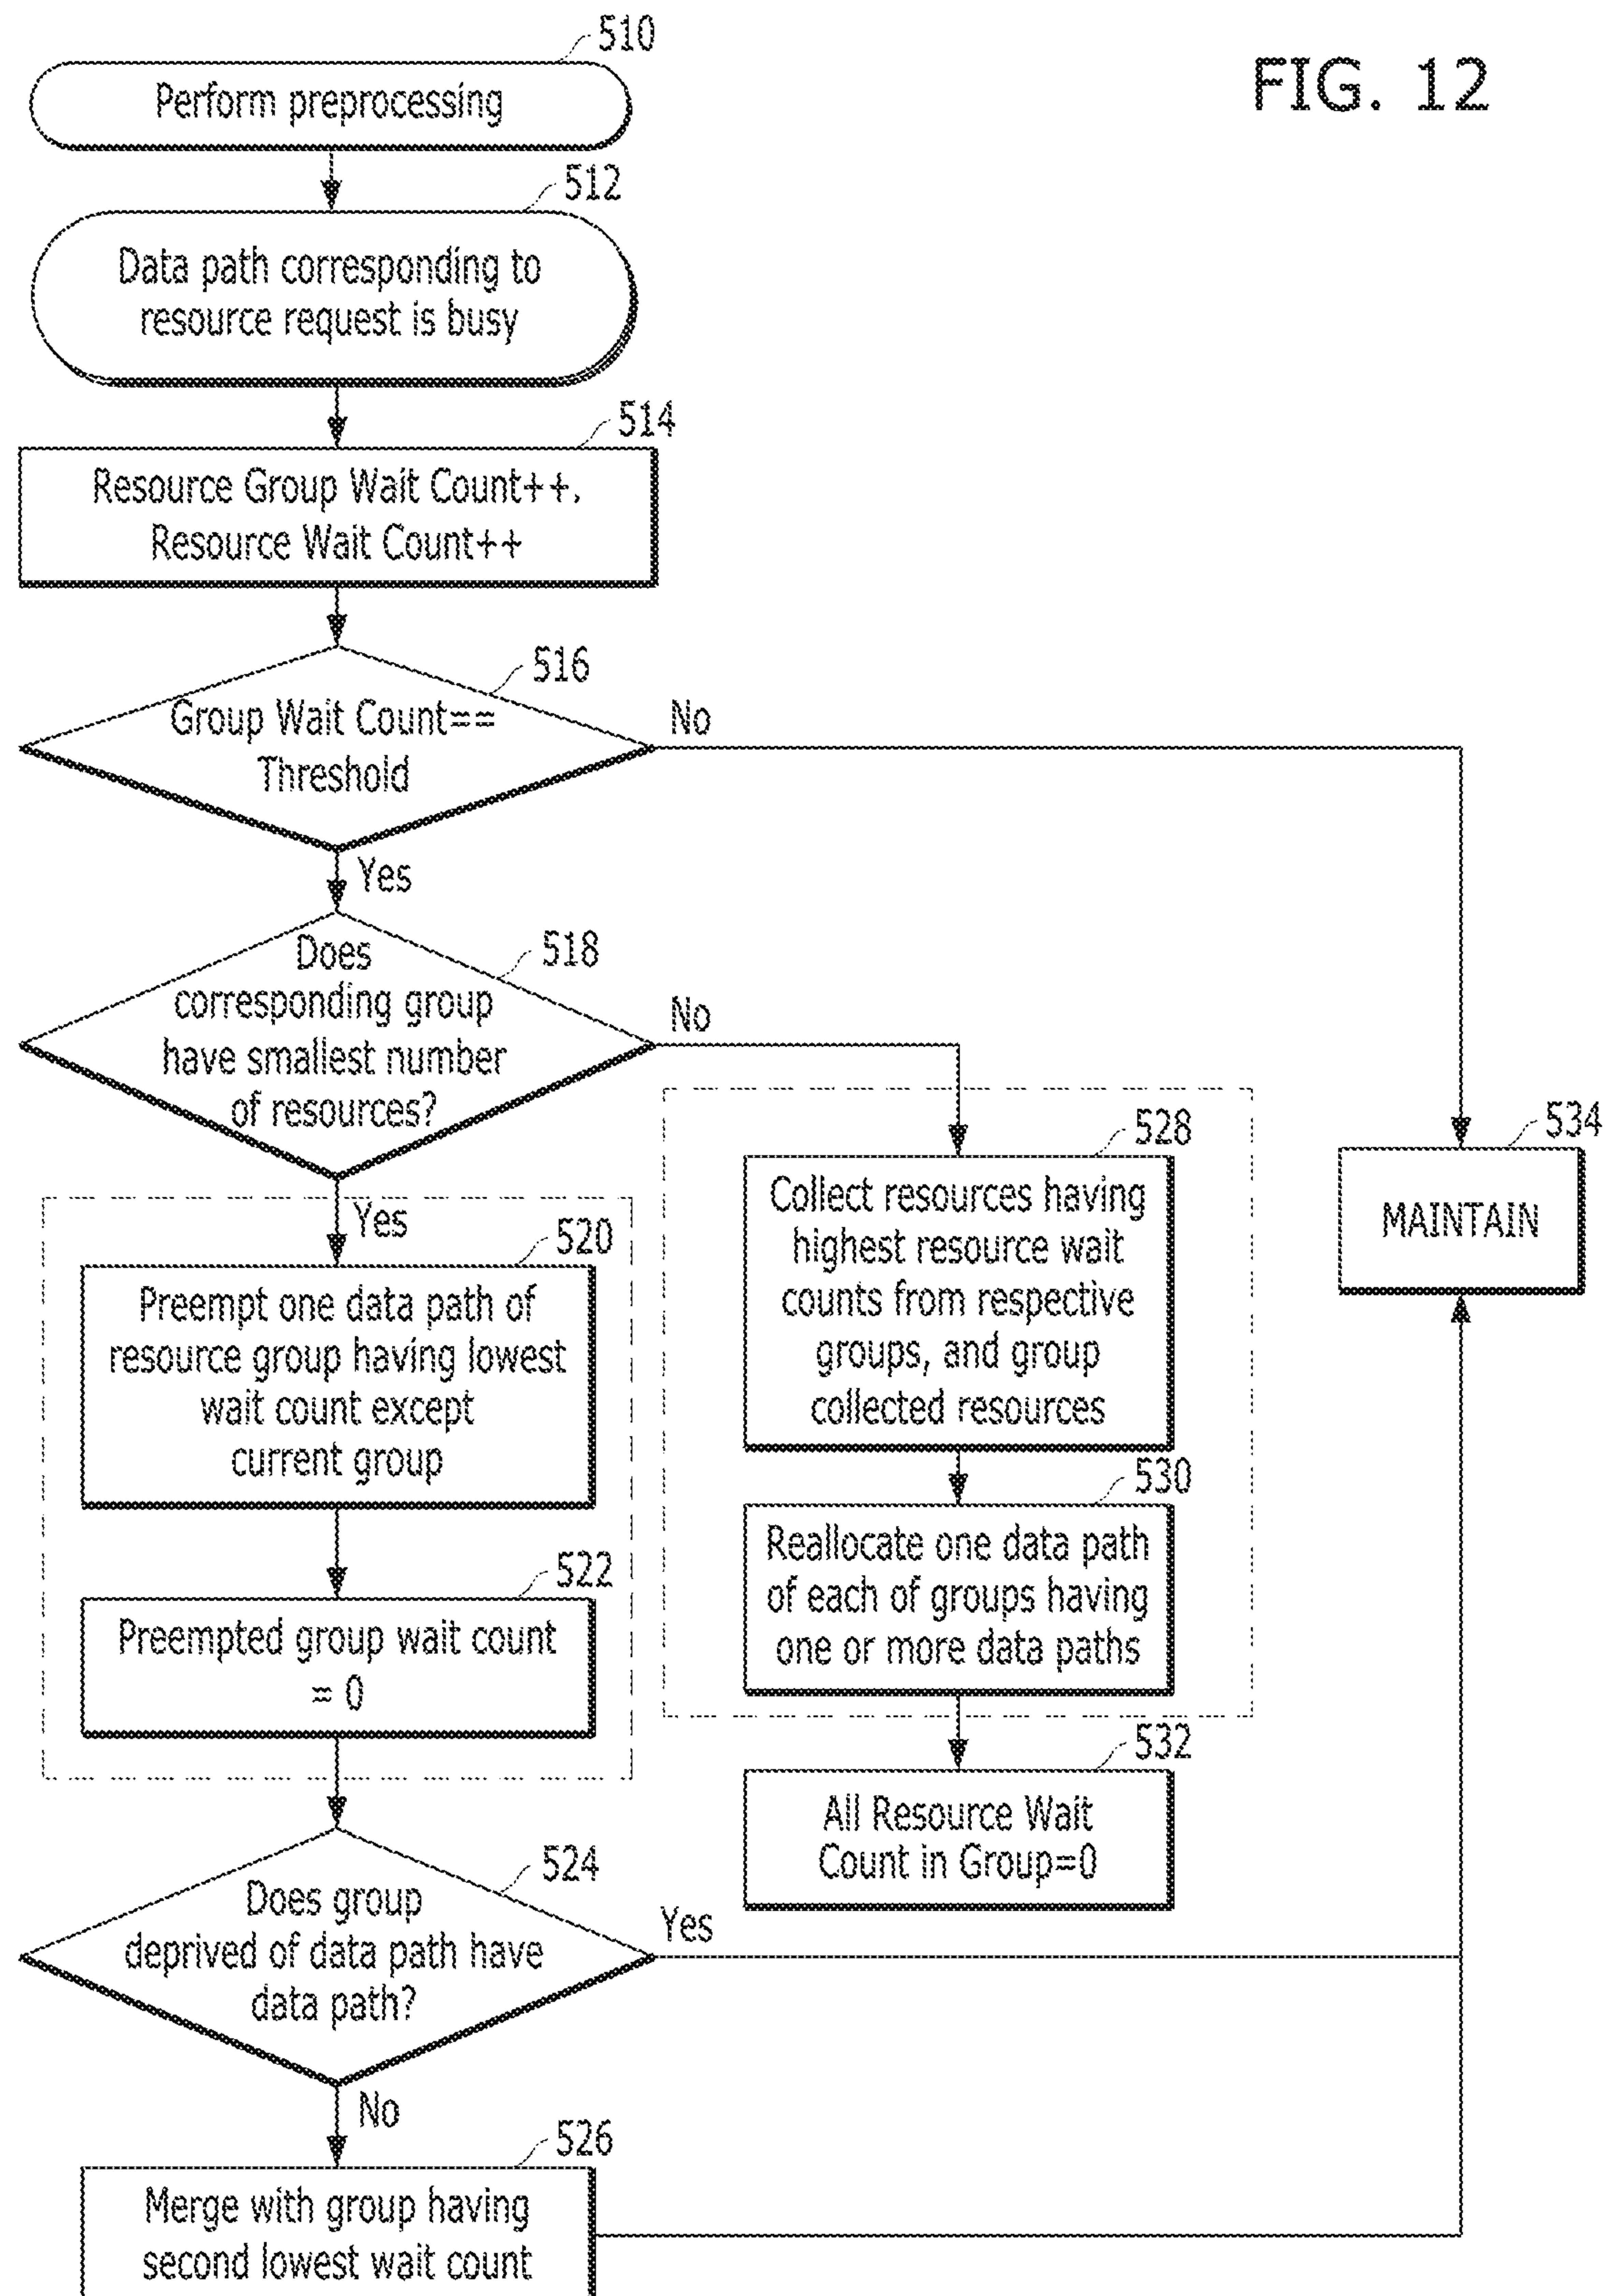 FIG. 12
510
Perform preprocessing
512
Data path corresponding to
resource request is busy
514
Resource Group Wait Count++.
Resource Wait Count++
516
Group Wait Count==
Threshold
No
Yes
518
Does
corresponding group
have smallest number
of resources?
No
Yes
520
Preempt one data path of
resource group having lowest
wait count except
current group
522
Preempted group wait count
= 0
524
Does group
deprived of data path have
data path?
Yes
No
526
Merge with group having
second lowest wait count
528
Collect resources having
highest resource wait
counts from respective
groups, and group
collected resources
530
Reallocate one data path
of each of groups having
one or more data paths
532
All Resource Wait
Count in Group=0
534
MAINTAIN